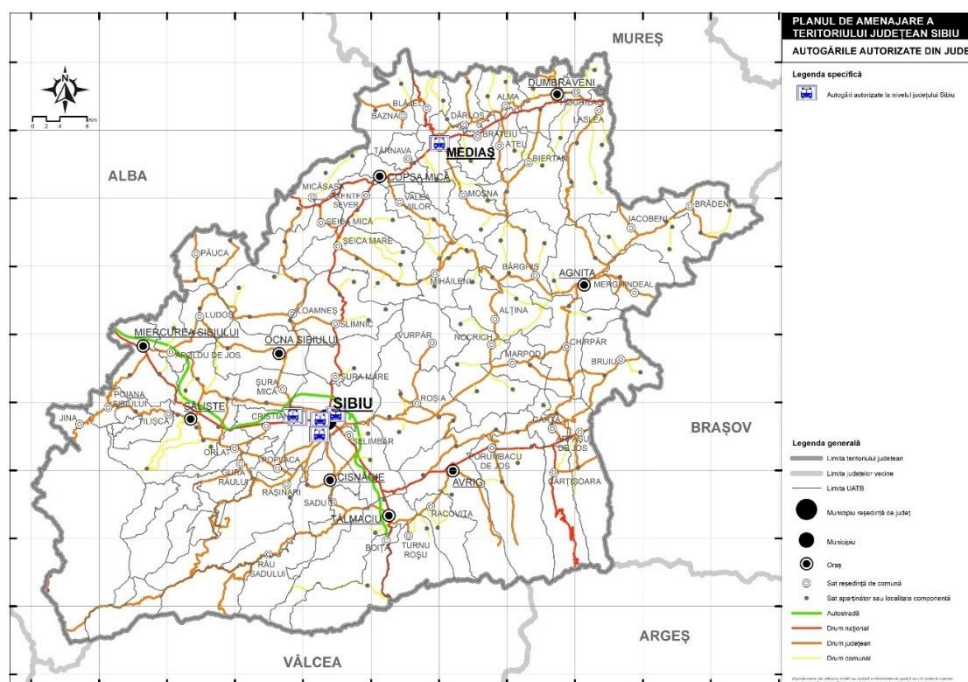 PLANUL DE AMENAJARE A
TERITORIULUI JUDEȚEAN SIBIU
AUTOGĂRILE AUTORIZATE DIN JUDE
Legenda specifică
Autogări autorizate la nivelul județului Sibiu
MUREȘ
DUMBRĂVENI
ALMA
BLĂJEL
HOGHILAG
BAZNA
DÂRLOS
LASLEA
BRATEIU
N
MEDIAȘ
AȚEL
TÂRNAVA
BIERTAN
ALBA
COPȘA MICĂ
MICĂSASA
MOȘNA
SEVER
VALEA
VIILOR
BRĂDENI
ȘEICA MICĂ
IACOBENI
ȘEICA MARE
PĂUCA
BÂRGHIȘ
AGNITA
MIHĂILENI
MERGHINDEAL
LOAMNEȘ
LUDOȘ
SLIMNIC
ALȚÎNA
MIERCUREA SIBIULUI
OCNA SIBIULUI
VURPĂR
NOCRICH
CHIRPĂR
APOLDU DE JOS
MARPOD
BRUIU
ȘURA
MICĂ
ȘURA MARE
POIANA
SIBIULUI
SIBIU
ROȘIA
JINA
TILIȘCA
SĂLIȘTE
CRISTIAN
CÂRȚA
BRAȘOV
ȘELIMBĂR
ARPAȘU
DE JOS
ORLAT
POPLACA
PORUMBACU
DE JOS
GURA
RÂULUI
RĂȘINARI
CISNĂDIE
AVRIG
CÂRȚIȘOARA
SADU
TĂLMACIU
RACOVIȚA
BOIȚA
TURNU
ROȘU
RÂU
SADULUI
ARGEȘ
VÂLCEA
Legenda generală
Limita teritoriului județean
Limita județelor vecine
Limita UATB
Municipiu reședință de județ
Municipiu
Oraș
Sat reședință de comună
Sat aparținător sau localitate componentă
Autostradă
Drum național
Drum județean
Drum comunal